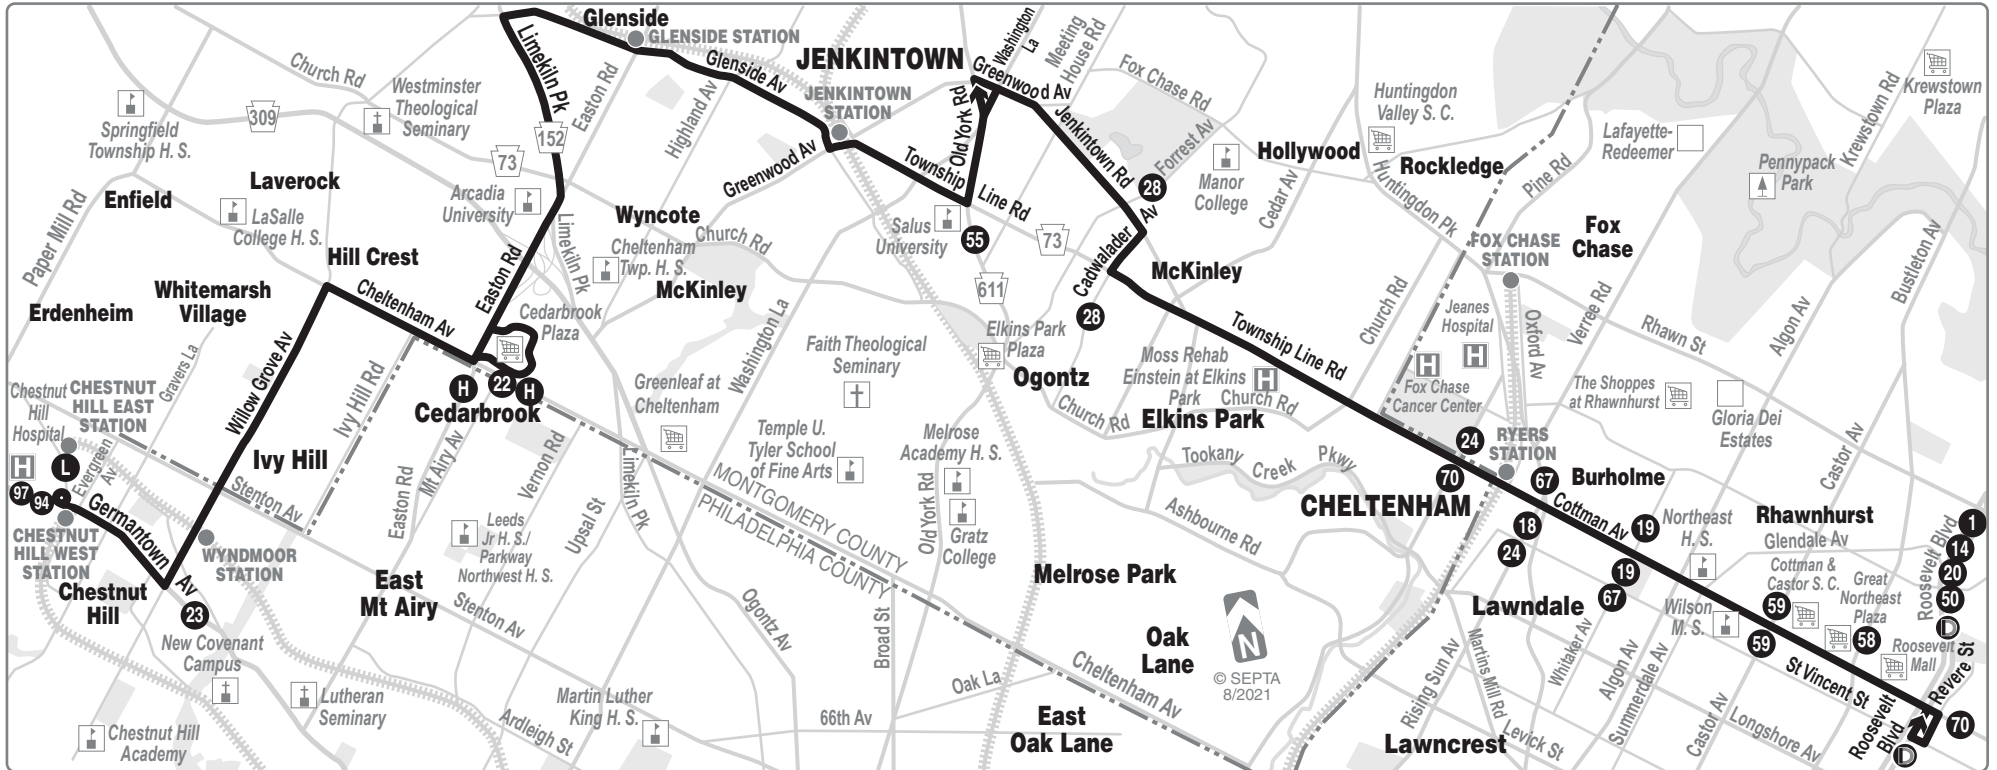 Glenside
GLENSIDE STATION
Limekiln Pk
Glenside Av
JENKINTOWN
JENKINTOWN
STATION
Washington
La
Meeting
House Rd
Greenwood Av
Old York Rd
Fox Chase Rd
Jenkintown Rd
Forrest Av
Huntingdon
Valley S. C.
Krewstown Rd
Krewstown
Plaza
Church Rd
Westminster
Theological
Seminary
309
Springfield
Township H. S.
73
152
Easton Rd
Highland Av
Greenwood Av
Township
Line Rd
Hollywood
Rockledge
Lafayette-
Redeemer
Pennypack
Park
Manor
College
28
Cedar Av
Huntingdon Pk
Pine Rd
Paper Mill Rd
Enfield
Laverock
LaSalle
College H. S.
Arcadia
University
Limekiln Pk
Wyncote
Church Rd
Cheltenham
Twp. H. S.
McKinley
Salus
University
55
73
611
Cadwalader
Av
28
McKinley
FOX CHASE
STATION
Fox
Chase
Bustleton Av
Hill Crest
Easton Rd
Whitemarsh
Village
Erdenheim
Cheltenham Av
Cedarbrook
Plaza
Washington La
Elkins Park
Plaza
Ogontz
Township Line Rd
Church Rd
Jeanes
Hospital
H
H
Fox Chase
Cancer Center
Oxford Av
Verree Rd
Rhawn St
Algon Av
Gravers La
Willow Grove Av
Ivy Hill Rd
H
22
H
Cedarbrook
Greenleaf at
Cheltenham
Faith Theological
Seminary
Moss Rehab
Einstein at Elkins
Park
H
Church Rd
Church Rd
Elkins Park
The Shoppes
at Rhawnhurst
Gloria Dei
Estates
Chestnut
Hill
Hospital
H
CHESTNUT
HILL EAST
STATION
L
Evergreen
Av
97
94
Germantown
Av
Ivy Hill
Stenton Av
Easton Rd
Mt Airy Av
Vernon Rd
Limekiln Pk
Temple U.
Tyler School
of Fine Arts
Melrose
Academy H. S.
Tookany
Creek
Pkwy
24
RYERS
STATION
70
67
Burholme
CHELTENHAM
Castor Av
CHESTNUT
HILL WEST
STATION
WYNDMOOR
STATION
Chestnut
Hill
23
Leeds
Jr H. S./
Parkway
Northwest H. S.
Upsal St
MONTGOMERY COUNTY
PHILADELPHIA COUNTY
Old York Rd
Gratz
College
Ashbourne Rd
18
24
Cottman Av
19
Northeast
H. S.
Rhawnhurst
Glendale Av
Cottman &
Castor S. C.
Great
Northeast
Plaza
Roosevelt Blvd
1
14
20
50
D
East
Mt Airy
Stenton Av
Ogontz Av
Broad St
Melrose Park
N
© SEPTA
8/2021
Lawndale
19
67
Wilson
M. S.
59
59
58
Roosevelt
Mall
Revere St
New Covenant
Campus
Lutheran
Seminary
Martin Luther
King H. S.
Ardleigh St
Chestnut Hill
Academy
66th Av
Oak La
Oak
Lane
Cheltenham Av
East
Oak Lane
Rising Sun Av
Martins Mill Rd
Whitaker Av
Algon Av
Summerdale Av
Castor Av
Levick St
Lawncrest
St Vincent St
Longshore Av
Roosevelt
Blvd
D
70